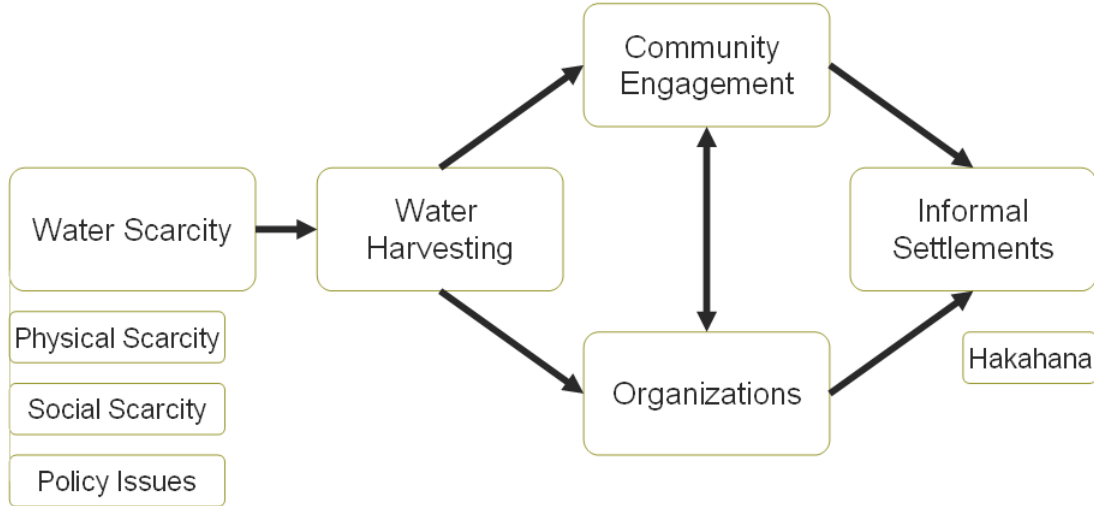 Community
Engagement
Water Scarcity
Water
Harvesting
Informal
Settlements
Physical Scarcity
Hakahana
Organizations
Social Scarcity
Policy Issues